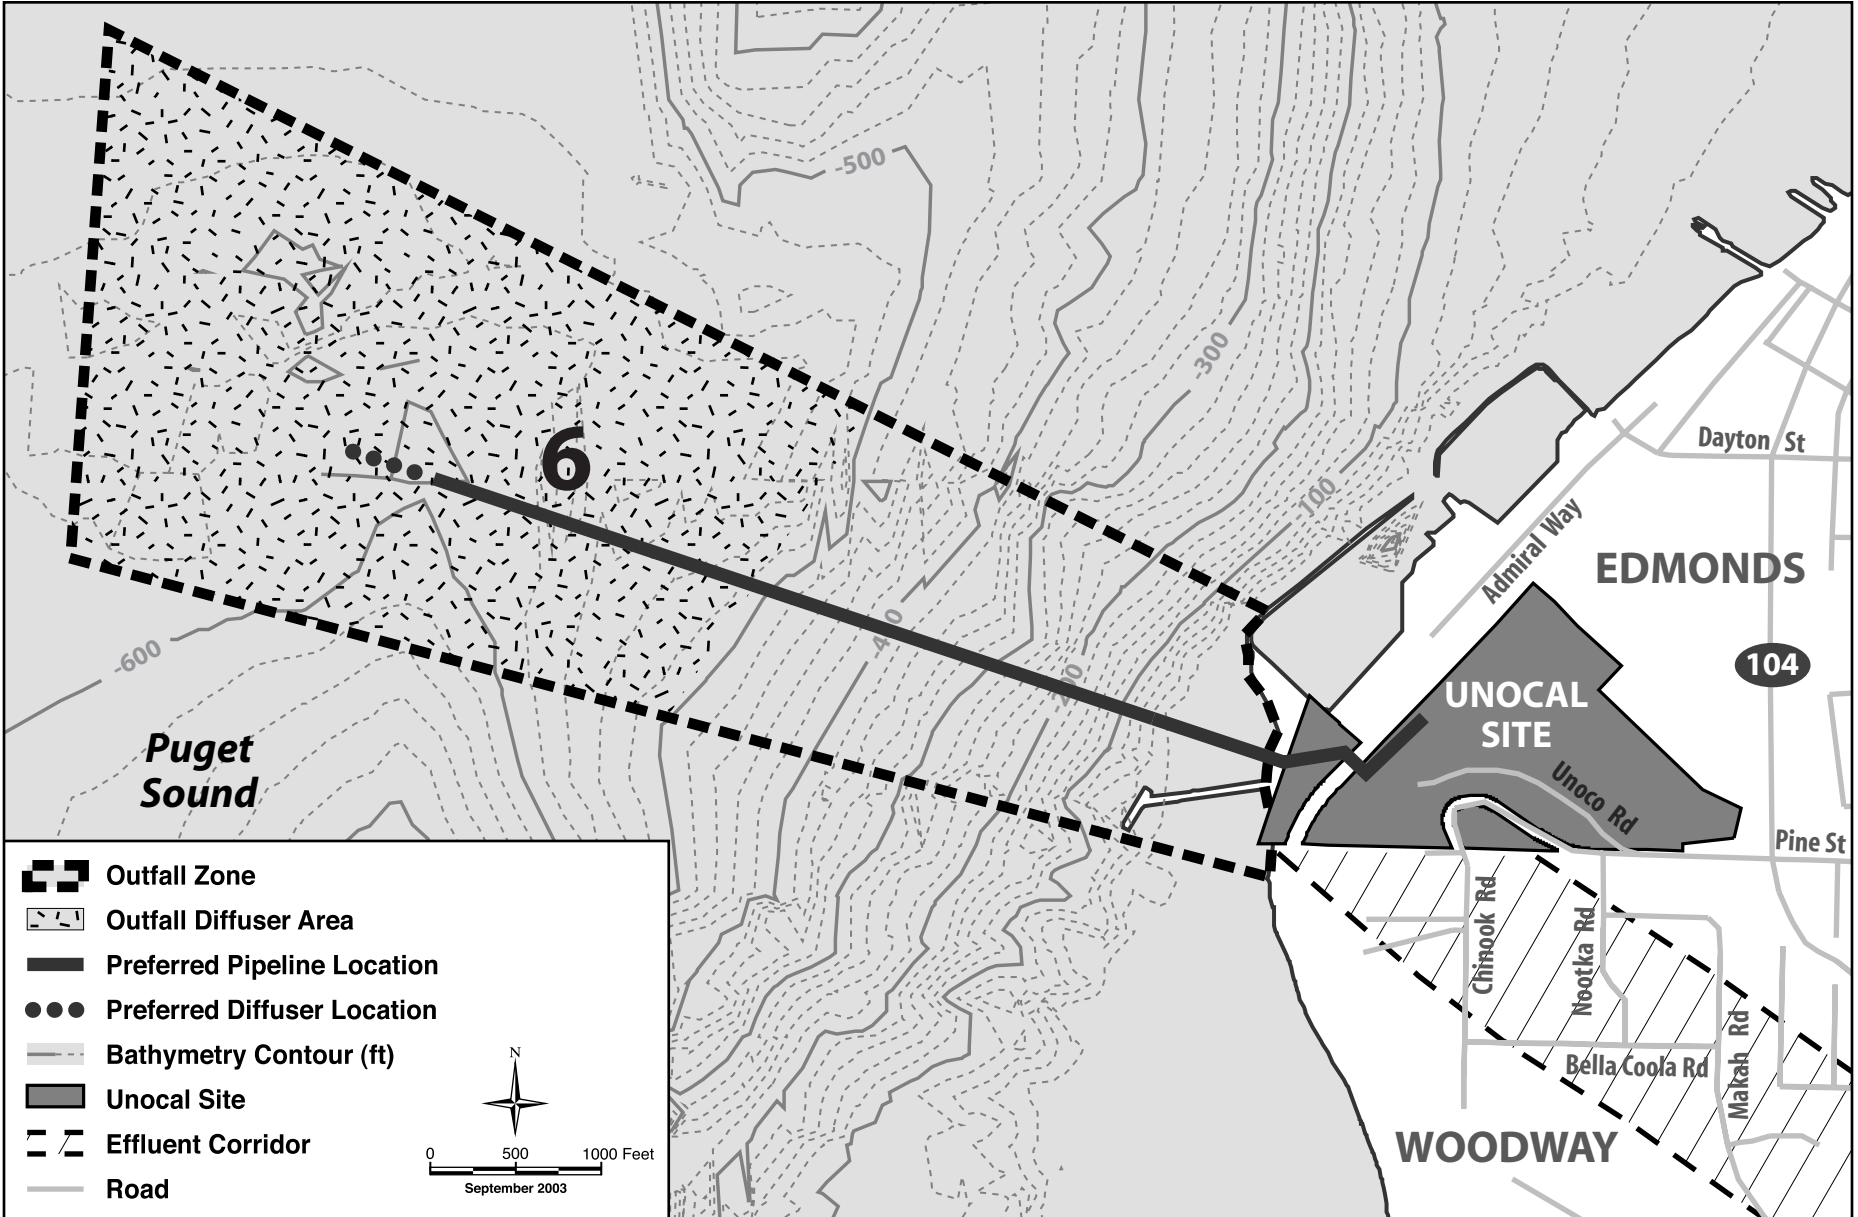 -500
-300
Dayton St
6
100
Admiral Way
EDMONDS
-600
104
UNOCAL
SITE
Puget
Sound
Unoco Rd
Pine St
Outfall Zone
Outfall Diffuser Area
Preferred Pipeline Location
Preferred Diffuser Location
Bathymetry Contour (ft)
Unocal Site
Effluent Corridor
Road
N
0 500 1000 Feet
September 2003
Chinook Rd
Nootka Rd
Makah Rd
Bella Coola Rd
WOODWAY